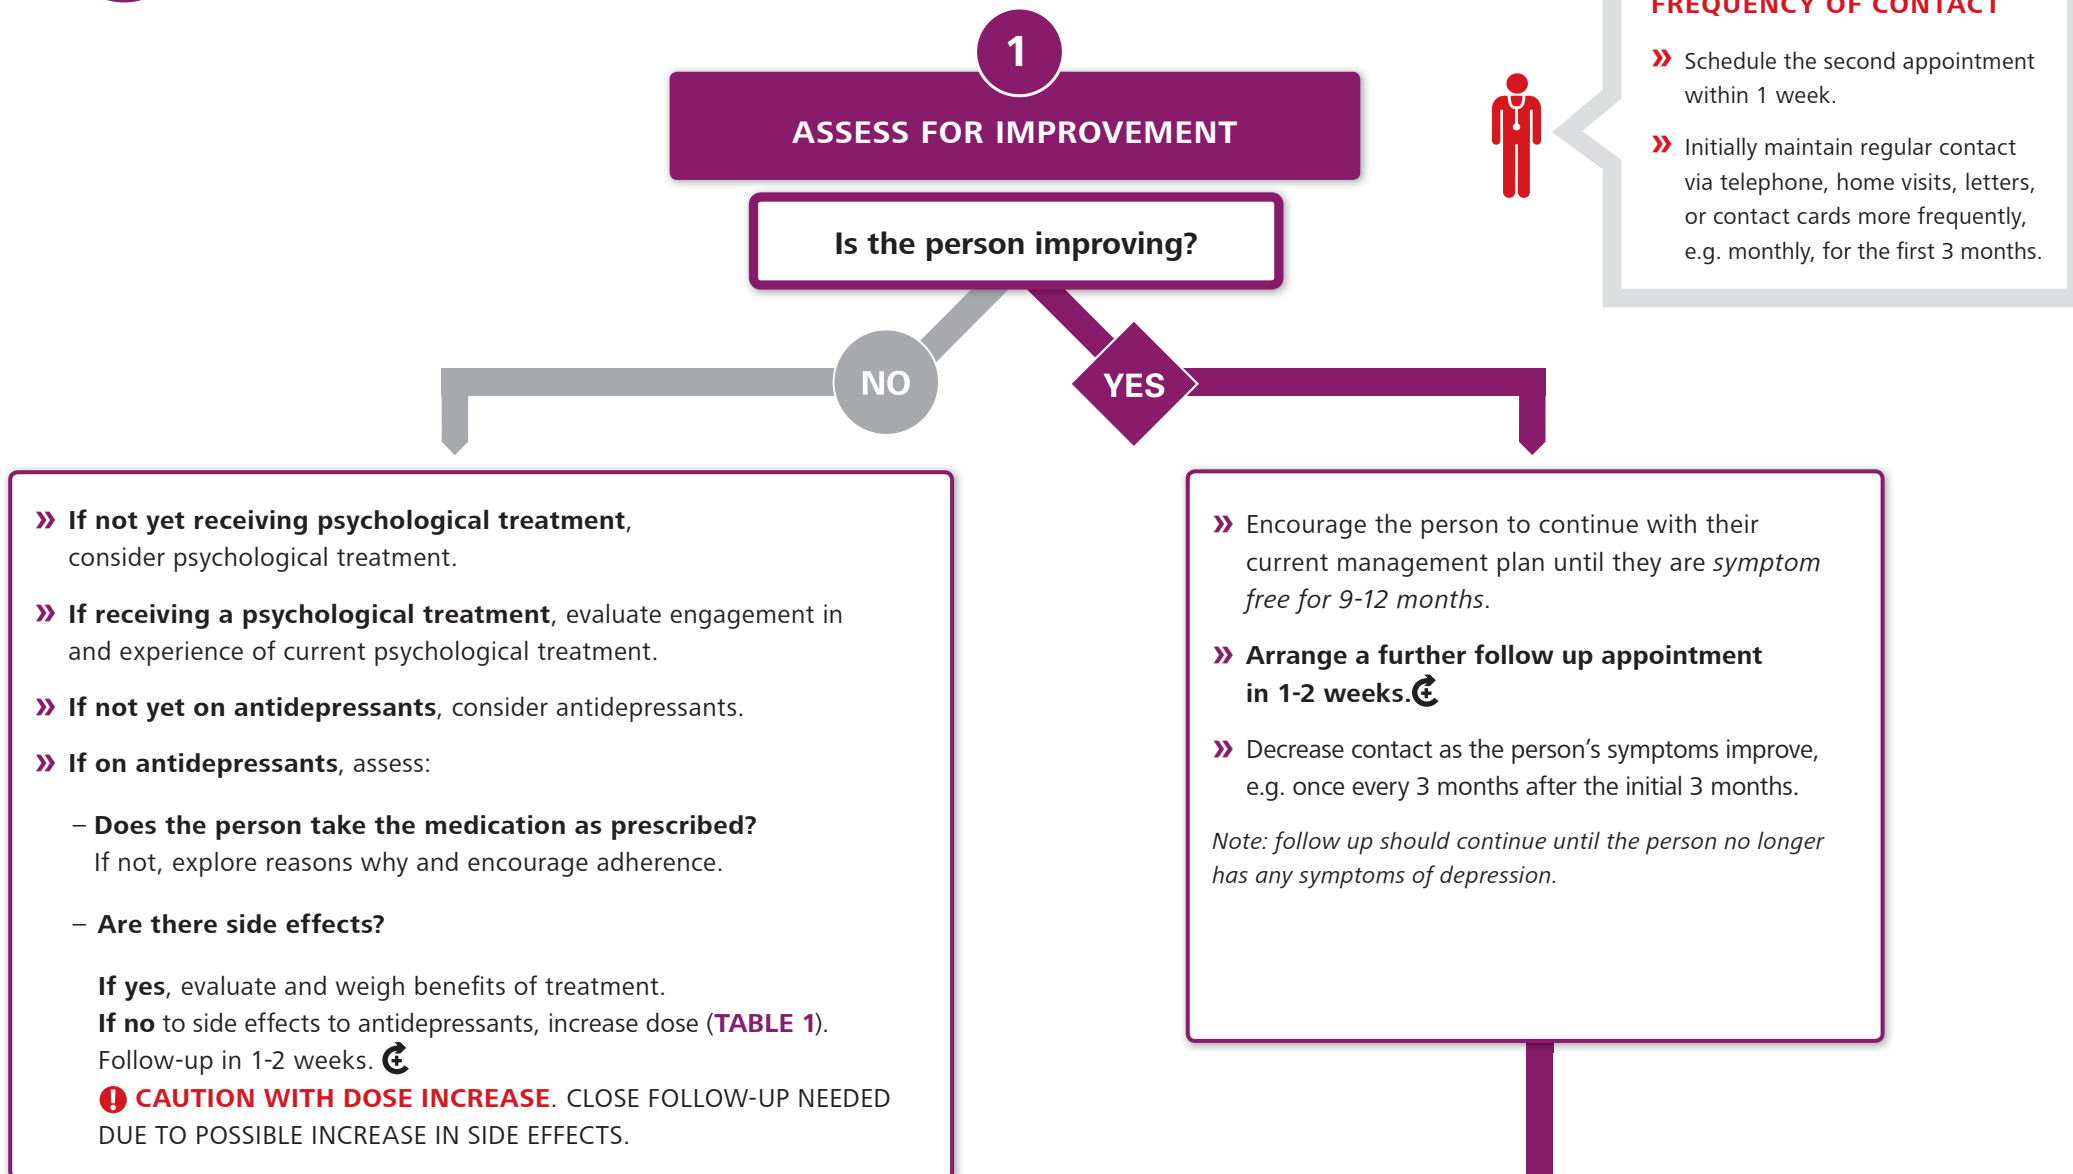 1
ASSESS FOR IMPROVEMENT
Is the person improving?
FREQUENCY OF CONTACT
» Schedule the second appointment
within 1 week.
» Initially maintain regular contact
via telephone, home visits, letters,
or contact cards more frequently,
e.g. monthly, for the first 3 months.
NO
YES
» If not yet receiving psychological treatment,
consider psychological treatment.
» If receiving a psychological treatment, evaluate engagement in
and experience of current psychological treatment.
» If not yet on antidepressants, consider antidepressants.
» If on antidepressants, assess:
– Does the person take the medication as prescribed?
If not, explore reasons why and encourage adherence.
– Are there side effects?
If yes, evaluate and weigh benefits of treatment.
If no to side effects to antidepressants, increase dose (TABLE 1).
Follow-up in 1-2 weeks.
! CAUTION WITH DOSE INCREASE. CLOSE FOLLOW-UP NEEDED
DUE TO POSSIBLE INCREASE IN SIDE EFFECTS.
» Encourage the person to continue with their
current management plan until they are symptom
free for 9-12 months.
» Arrange a further follow up appointment
in 1-2 weeks.
» Decrease contact as the person's symptoms improve,
e.g. once every 3 months after the initial 3 months.
Note: follow up should continue until the person no longer
has any symptoms of depression.